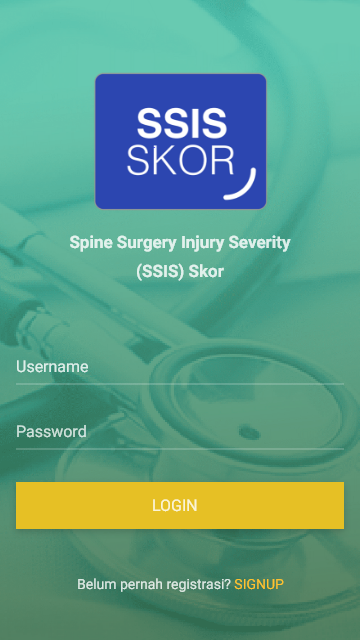 SSIS
SKOR
Spine Surgery Injury Severity
(SSIS) Skor
Username
Password
LOGIN
Belum pernah registrasi? SIGNUP